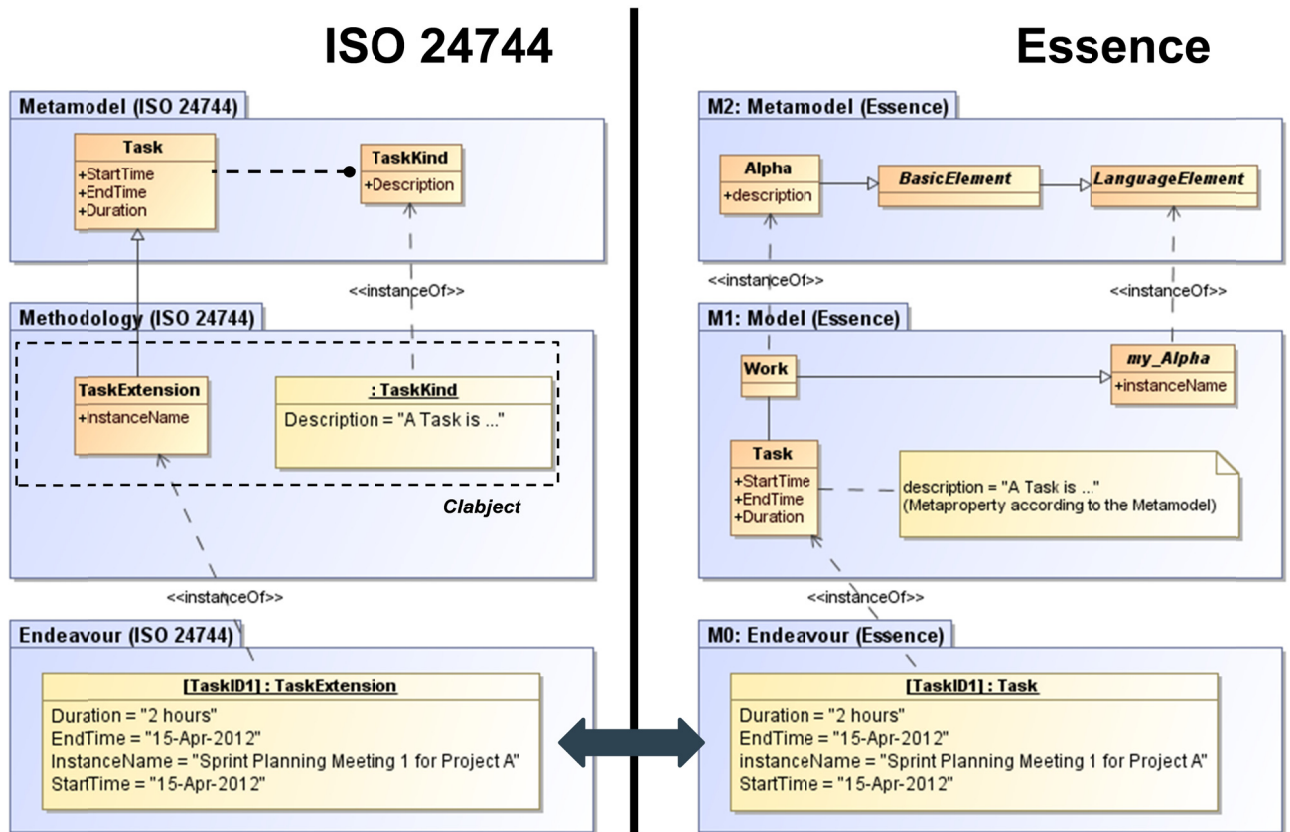 ISO 24744
Metamodel (ISO 24744)
Task
+StartTime
+EndTime
+Duration
TaskKind
+Description
<<instanceOf>>
Methodology (ISO 24744)
TaskExtension
+instanceName
: TaskKind
Description = "A Task is ..."
Clabject
<<instanceOf>>
Endeavour (ISO 24744)
[TaskID1] : TaskExtension
Duration = "2 hours"
EndTime = "15-Apr-2012"
InstanceName = "Sprint Planning Meeting 1 for Project A"
StartTime = "15-Apr-2012"
Essence
M2: Metamodel (Essence)
Alpha
+description
BasicElement
LanguageElement
<<instanceOf>>
<<instanceOf>>
M1: Model (Essence)
Work
my_Alpha
+instanceName
Task
+StartTime
+EndTime
+Duration
description = "A Task is ..."
(Metaproperty according to the Metamodel)
<<instanceOf>>
M0: Endeavour (Essence)
[TaskID1] : Task
Duration = "2 hours"
EndTime = "15-Apr-2012"
instanceName = "Sprint Planning Meeting 1 for Project A"
StartTime = "15-Apr-2012"